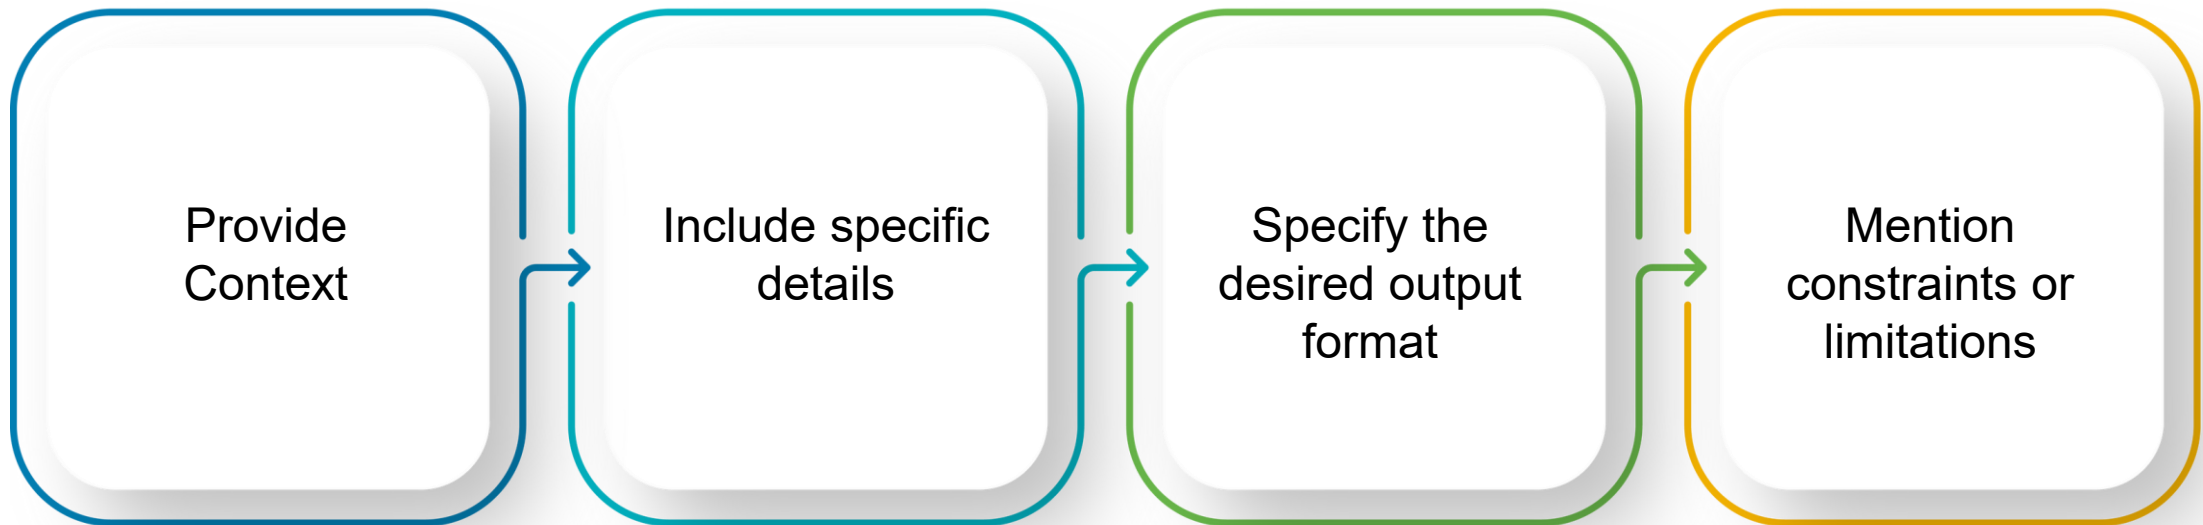 Provide
Context
Include specific
details
Specify the
desired output
format
Mention
constraints or
limitations